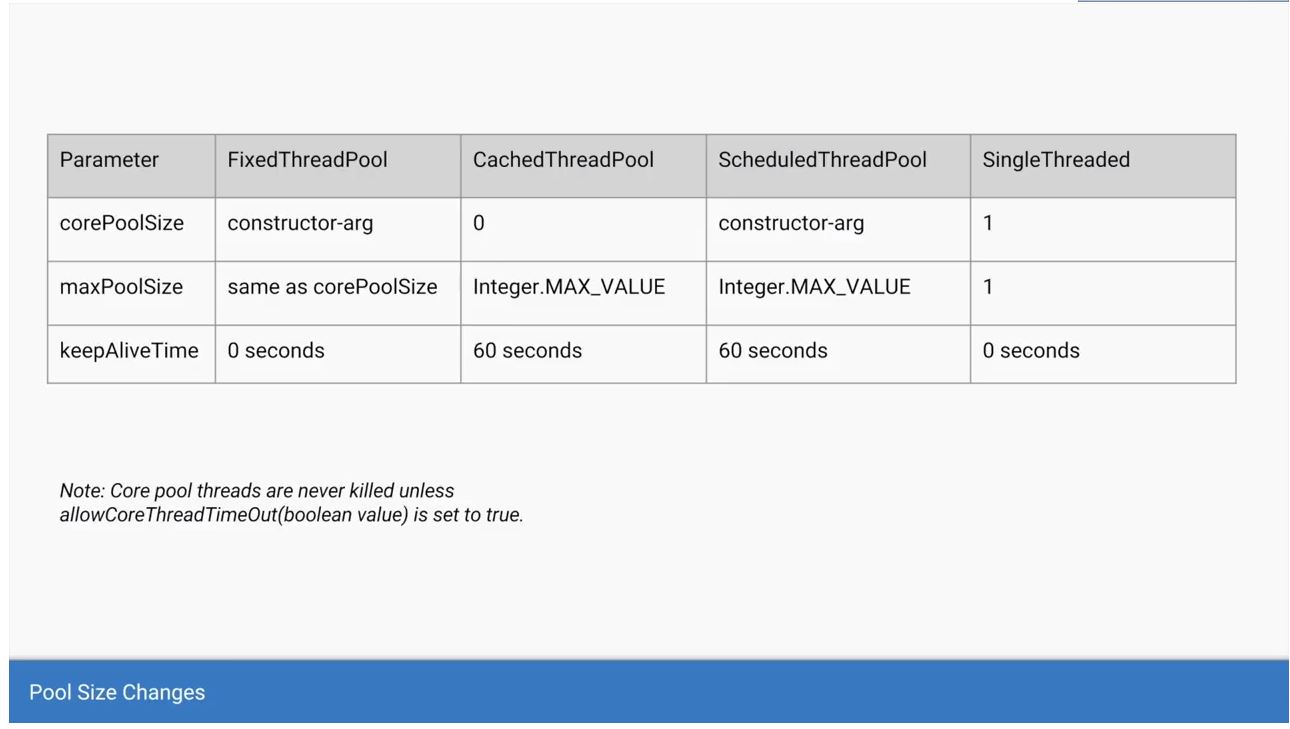 Parameter FixedThreadPool CachedThreadPool ScheduledThreadPool SingleThreaded
corePoolSize constructor-arg 0 constructor-arg 1
maxPoolSize same as corePoolSize Integer.MAX_VALUE Integer.MAX_VALUE 1
keepAliveTime 0 seconds 60 seconds 60 seconds 0 seconds
Note: Core pool threads are never killed unless
allowCoreThreadTimeOut(boolean value) is set to true.
Pool Size Changes